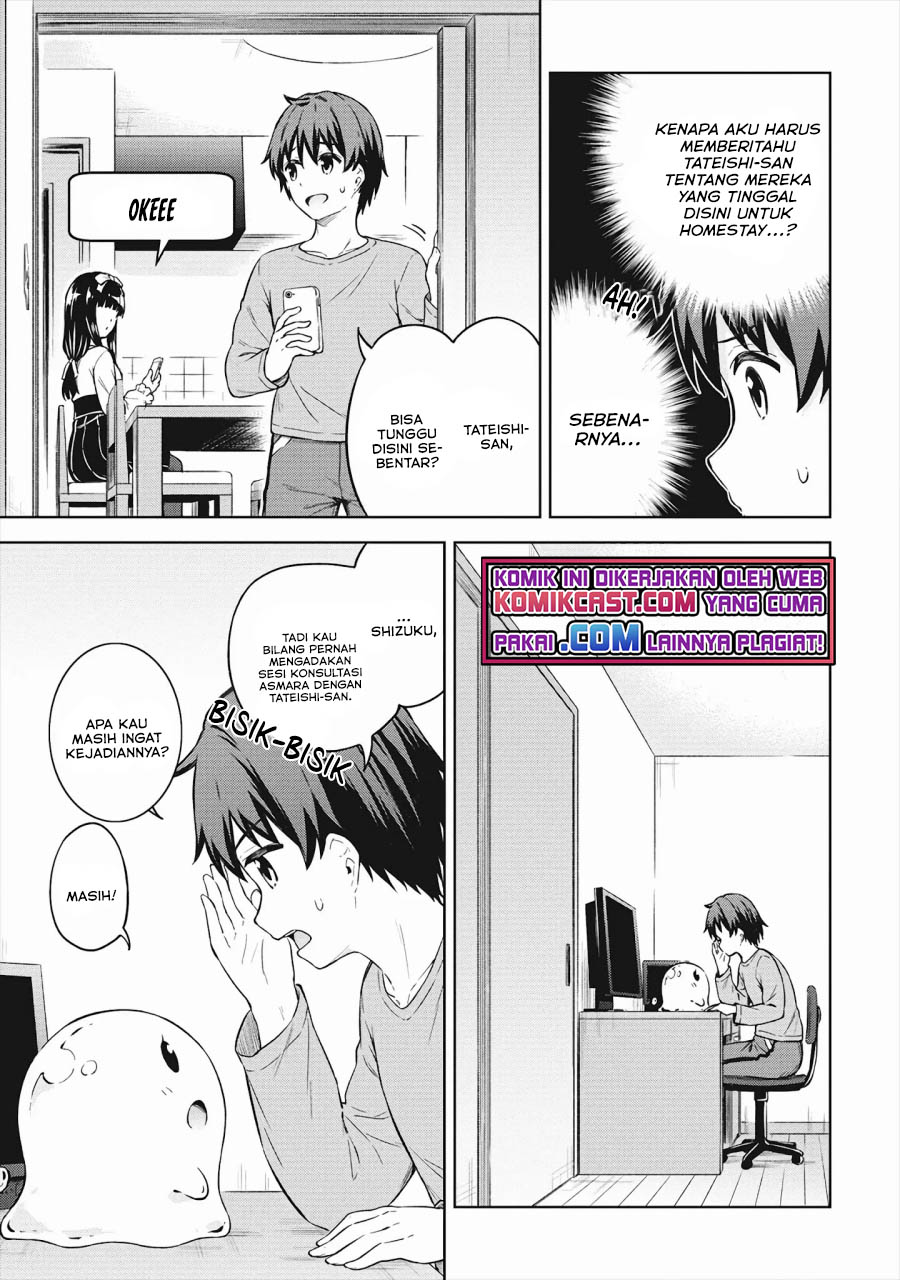 KENAPA AKU HARUS
MEMBERITAHU
TATEISHI-SAN
TENTANG MEREKA
YANG TINGGAL
DISINI UNTUK
HOMESTAY...?
AH!
SEBENA-
RNYA...
TATEISHI-
SAN,
BISA
TUNGGU
DISINI SE-
BENTAR?
OKEEE
KOMIK INI DIKERJAKAN OLEH WEB
KOMIKCAST.COM YANG CUMA
PAKAI .COM LAINNYA PLAGIAT!
...
SHIZUKU,
TADI KAU
BILANG PERNAH
MENGADAKAN
SESI KONSULTASI
ASMARA DENGAN
TATEISHI-SAN.
BISIK-BISIK
APA KAU
MASIH INGAT
KEJADIANNYA?
MASIH!